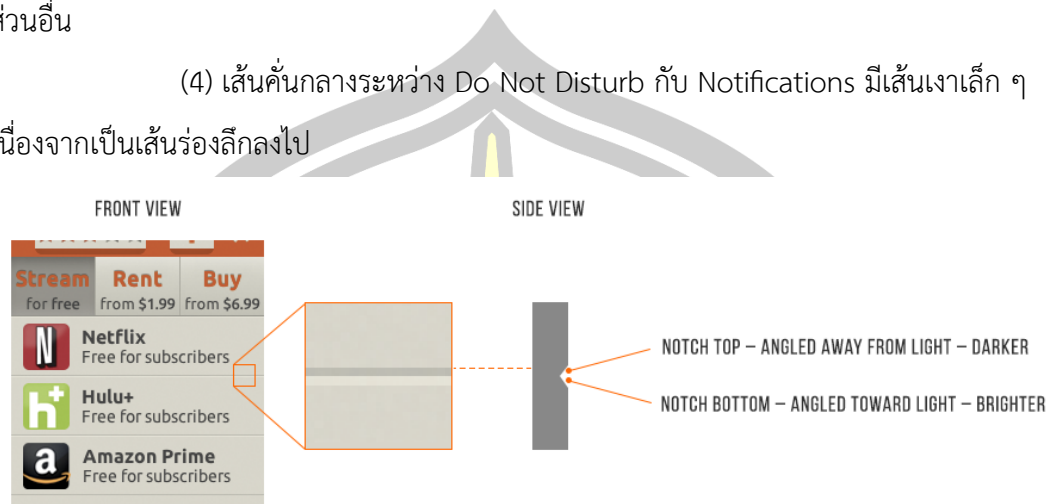 ส่วนอื่น
(4) เส้นคั่นกลางระหว่าง Do Not Disturb กับ Notifications มีเส้นเงาเล็ก ๆ
นื่องจากเป็นเส้นร่องลึกลงไป
FRONT VIEW
SIDE VIEW
Stream Rent Buy
for free from $1.99 from $6.99
Netflix
Free for subscribers
NOTCH TOP – ANGLED AWAY FROM LIGHT – DARKER
Hulu+
Free for subscribers
NOTCH BOTTOM – ANGLED TOWARD LIGHT – BRIGHTER
Amazon Prime
Free for subscribers